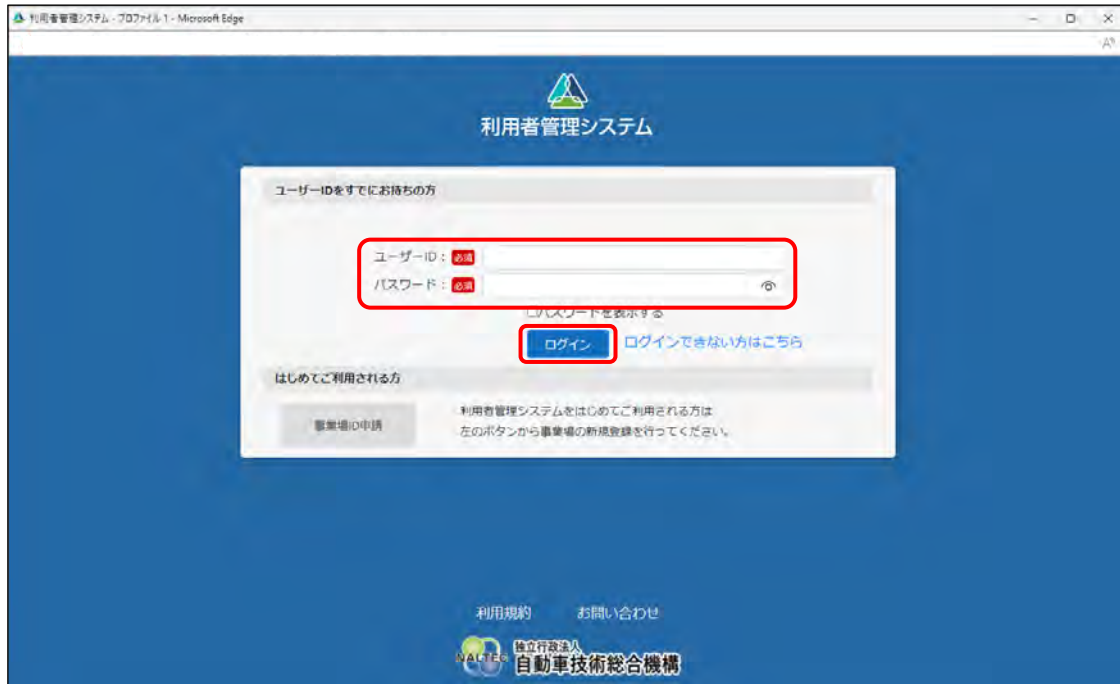 利用者管理システム - プロファイル 1 - Microsoft Edge
利用者管理システム
ユーザーIDをすでにお持ちの方
ユーザーID： 必須
パスワード： 必須
パスワードを表示する
ログイン ログインできない方はこちら
はじめてご利用される方
利用者管理システムをはじめてご利用される方は
事業場ID申請
左のボタンから事業場の新規登録を行ってください。
利用規約 お問い合わせ
NALTEC 独立行政法人
自動車技術総合機構